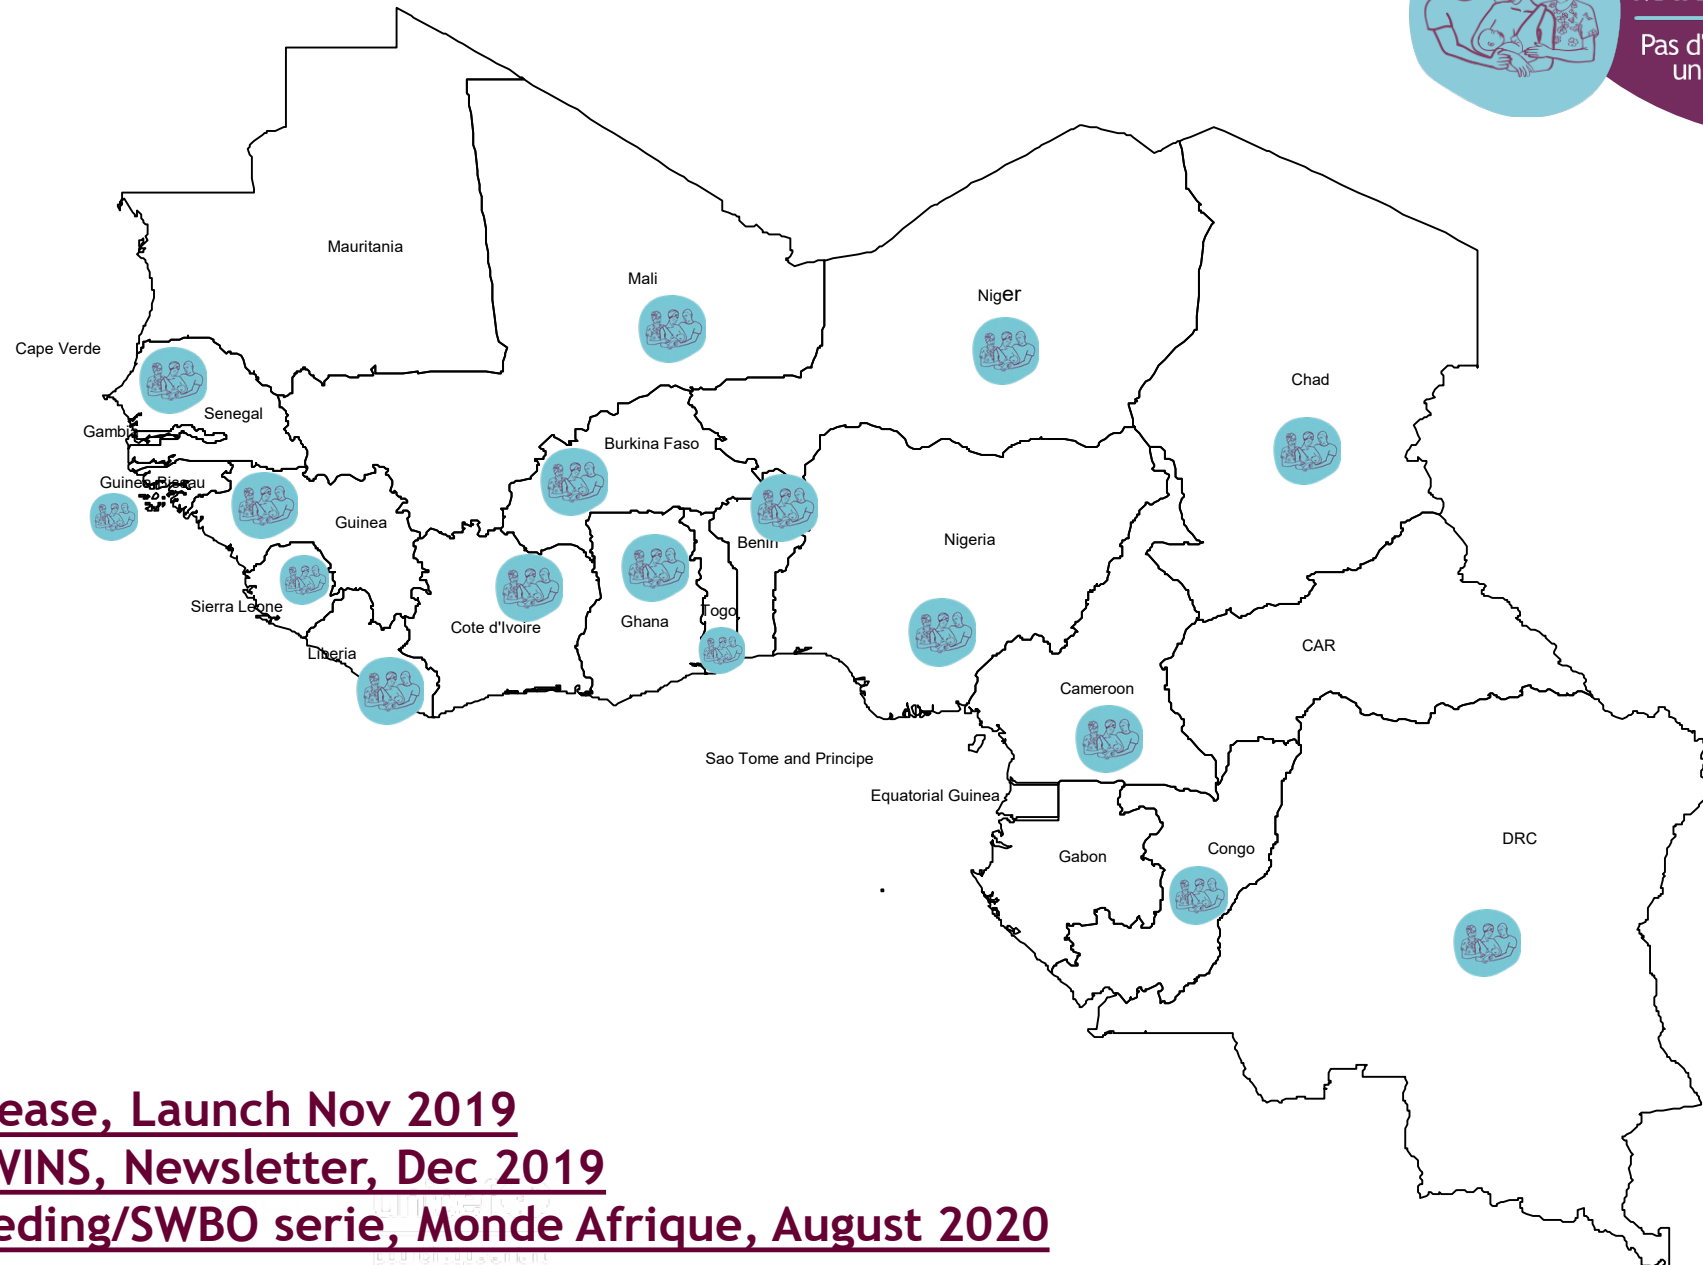 Pas d'
un
Mauritania
Mali
Niger
Cape Verde
Chad
Senegal
Gambia
Burkina Faso
Guinea-Bissau
Guinea
Benin
Nigeria
Sierra Leone
Togo
Ghana
Cote d'Ivoire
CAR
Liberia
Cameroon
Sao Tome and Principe
Equatorial Guinea
DRC
Congo
Gabon
ease, Launch Nov 2019
WINS, Newsletter, Dec 2019
eding/SWBO serie, Monde Afrique, August 2020